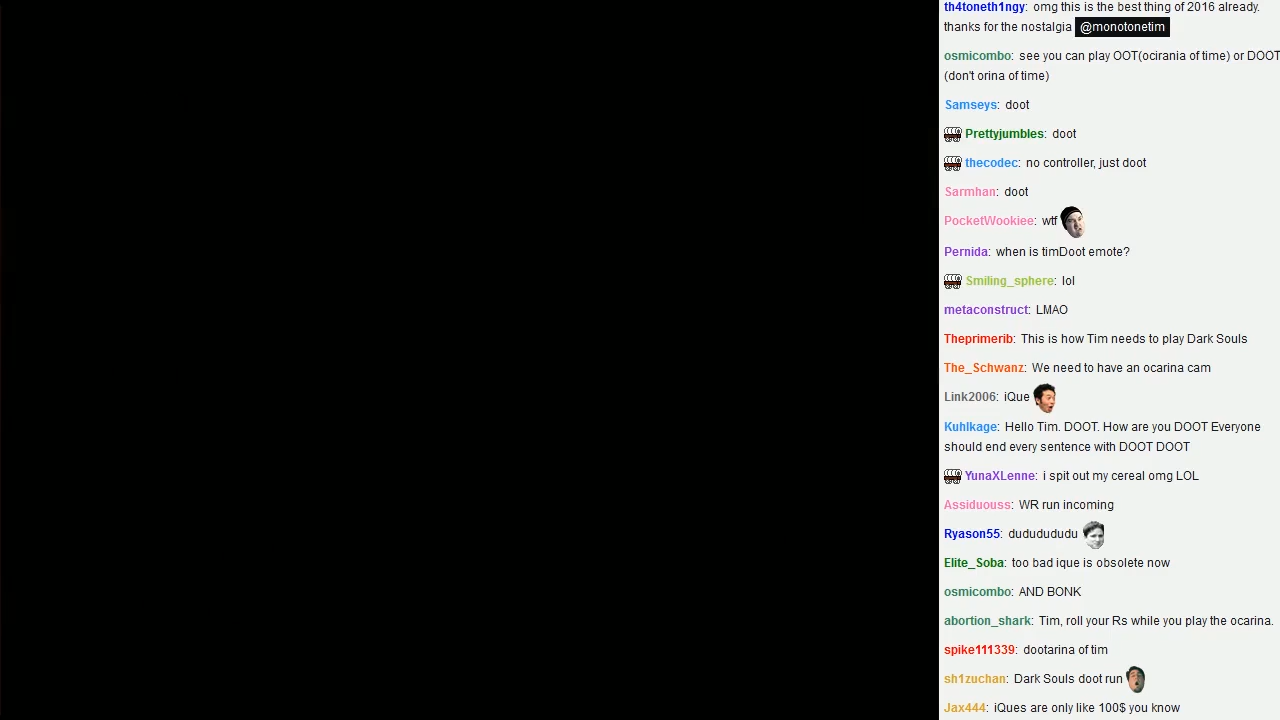 th4toneth1ngy: omg this is the best thing of 2016 already.
thanks for the nostalgia @monotonetim
osmicombo: see you can play OOT(ocirania of time) or DOOT
(don't orina of time)
Samseys: doot
Prettyjumbles: doot
thecodec: no controller, just doot
Sarmhan: doot
PocketWookiee: wtf
Pernida: when is timDoot emote?
Smiling_sphere: lol
metaconstruct: LMAO
Theprimerib: This is how Tim needs to play Dark Souls
The_Schwanz: We need to have an ocarina cam
Link2006: iQue
Kuhlkage: Hello Tim. DOOT. How are you DOOT Everyone
should end every sentence with DOOT DOOT
YunaXLenne: i spit out my cereal omg LOL
Assiduouss: WR run incoming
Ryason55: dudududududu
Elite_Soba: too bad ique is obsolete now
osmicombo: AND BONK
abortion_shark: Tim, roll your Rs while you play the ocarina.
spike111339: dootarina of tim
sh1zuchan: Dark Souls doot run
Jax444: iQues are only like 100$ you know